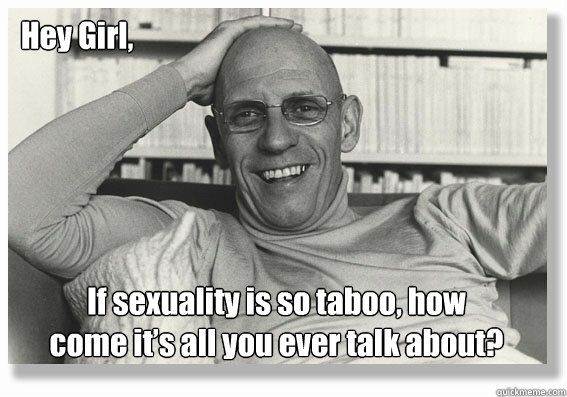 Hey Girl,
If sexuality is so taboo, how
come it's all you ever talk about?
quickmeme.com